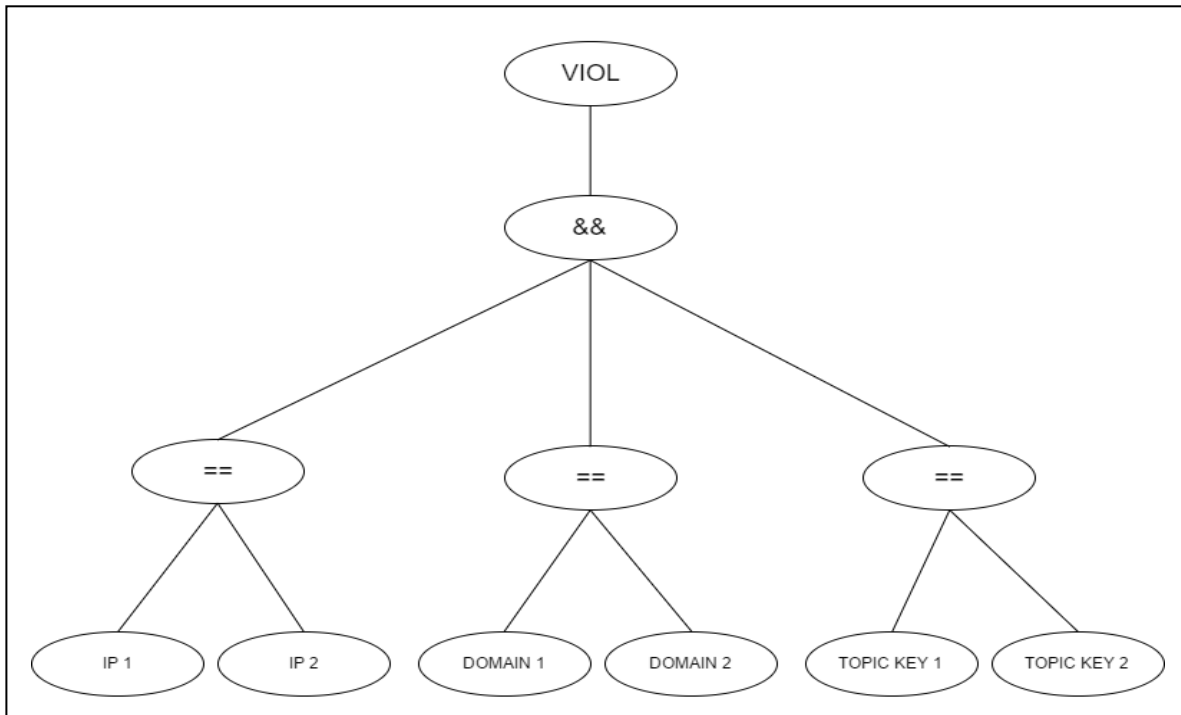 VIOL
&&
==
==
==
IP 1
IP 2
DOMAIN 1
DOMAIN 2
TOPIC KEY 1
TOPIC KEY 2